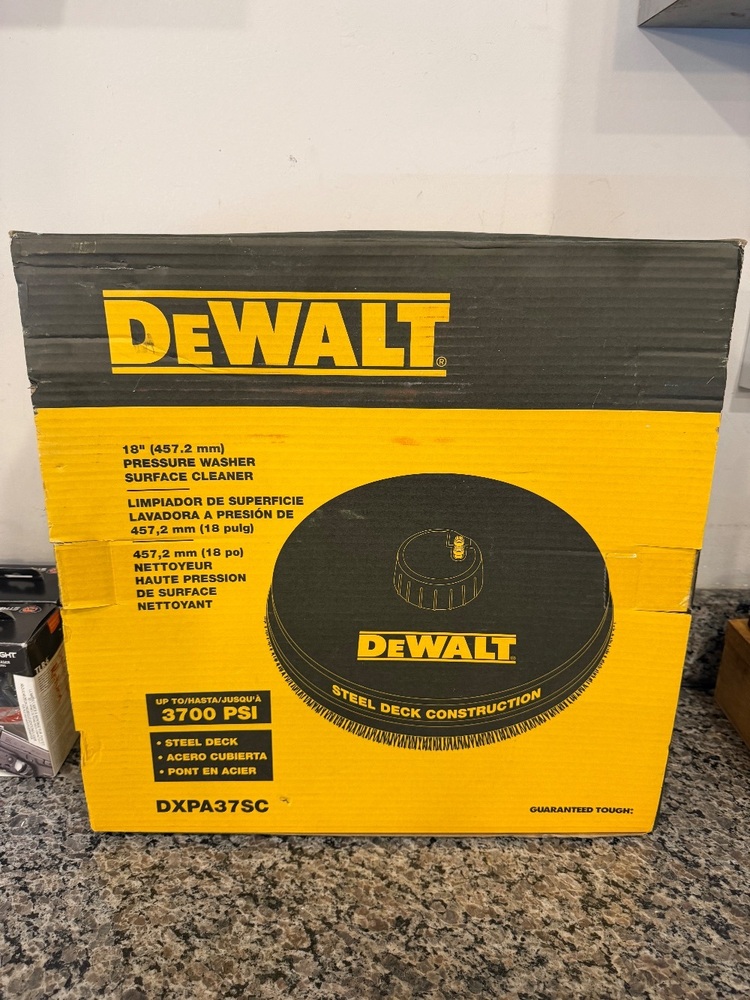 DEWALT®
18" (457.2 mm)
PRESSURE WASHER
SURFACE CLEANER
LIMPIADOR DE SUPERFICIE
LAVADORA A PRESIÓN DE
457,2 mm (18 pulg)
457,2 mm (18 po)
NETTOYEUR
HAUTE PRESSION
DE SURFACE
NETTOYANT
DEWALT
STEEL DECK CONSTRUCTION
UP TO/HASTA/JUSQU'À
3700 PSI
• STEEL DECK
• ACERO CUBIERTA
• PONT EN ACIER
DXPA37SC
GUARANTEED TOUGH.